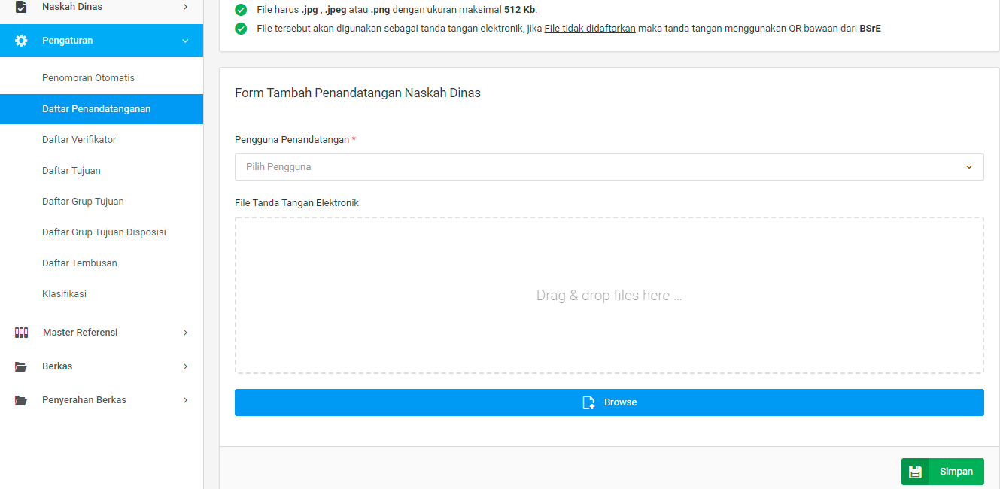 Naskah Dinas
Pengaturan
Penomoran Otomatis
Daftar Penandatanganan
Daftar Verifikator
Daftar Tujuan
Daftar Grup Tujuan
Daftar Grup Tujuan Disposisi
Daftar Tembusan
Klasifikasi
Master Referensi
Berkas
Penyerahan Berkas
File harus .jpg , .jpeg atau .png dengan ukuran maksimal 512 Kb.
File tersebut akan digunakan sebagai tanda tangan elektronik, jika File tidak didaftarkan maka tanda tangan menggunakan QR bawaan dari BSrE
Form Tambah Penandatangan Naskah Dinas
Pengguna Penandatangan *
Pilih Pengguna
File Tanda Tangan Elektronik
Drag & drop files here …
Browse
Simpan